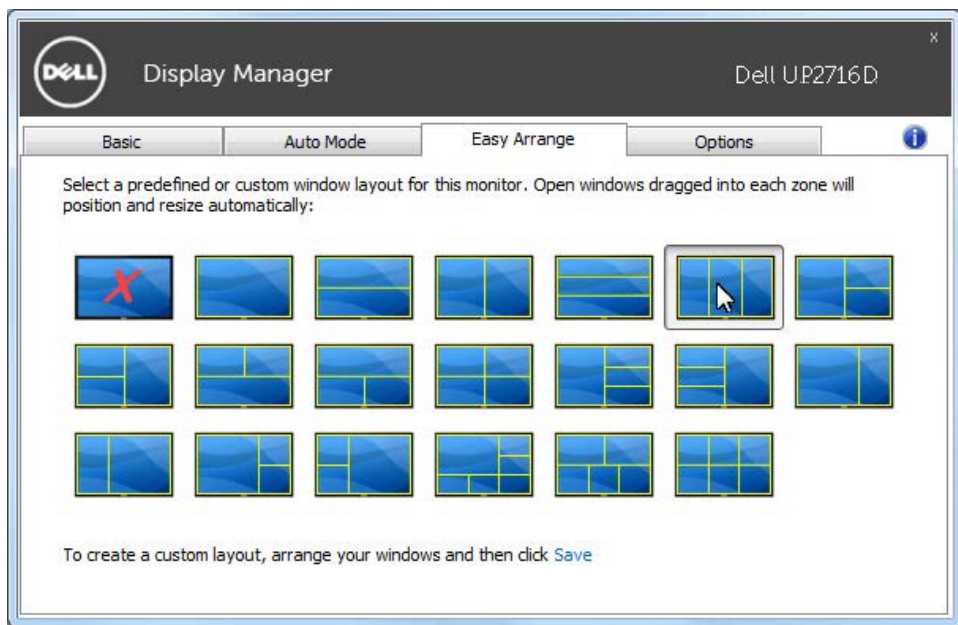 x
DELL
Display Manager
Dell UP2716D
Basic
Auto Mode
Easy Arrange
Options
i
Select a predefined or custom window layout for this monitor. Open windows dragged into each zone will
position and resize automatically:
To create a custom layout, arrange your windows and then click Save